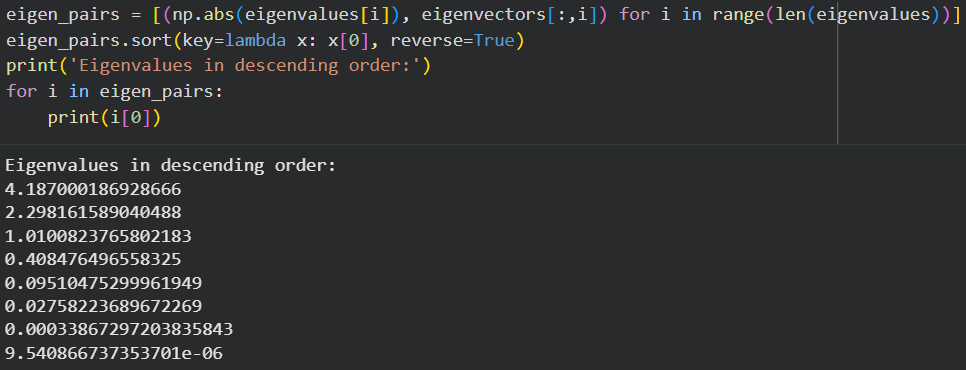 eigen_pairs = [(np.abs(eigenvalues[i]), eigenvectors[:,i]) for i in range(len(eigenvalues))]
eigen_pairs.sort(key=lambda x: x[0], reverse=True)
print('Eigenvalues in descending order:')
for i in eigen_pairs:
    print(i[0])
Eigenvalues in descending order:
4.187000186928666
2.298161589040488
1.0100823765802183
0.408476496558325
0.09510475299961949
0.02758223689672269
0.00033867297203835843
9.540866737353701e-06